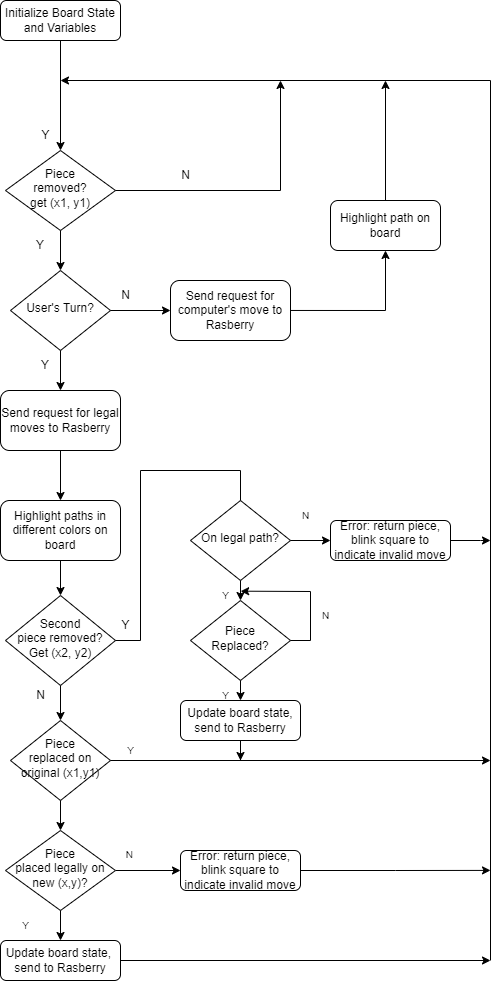 Initialize Board State
and Variables
Y
Piece
removed?
get (x1, y1)
N
Y
Highlight path on
board
User's Turn?
N
Send request for
computer's move to
Rasberry
Y
Send request for legal
moves to Rasberry
Highlight paths in
different colors on
board
On legal path?
N
Error: return piece,
blink square to
indicate invalid move
Y
Second
piece removed?
Get (x2, y2)
Y
Piece
Replaced?
N
N
Y
Update board state,
send to Rasberry
Piece
replaced on
original (x1,y1)
Y
Piece
placed legally on
new (x,y)?
N
Error: return piece,
blink square to
indicate invalid move
Y
Update board state,
send to Rasberry